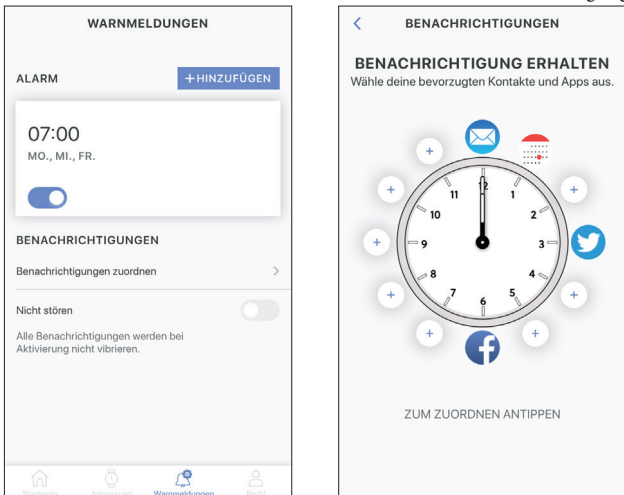 WARNMELDUNGEN
ALARM
+ HINZUFÜGEN
07:00
MO., MI., FR.
BENACHRICHTIGUNGEN
Benachrichtigungen zuordnen
Nicht stören
Alle Benachrichtigungen werden bei
Aktivierung nicht vibrieren.
Startseite
Anpassung
Warnmeldungen
Profil
BENACHRICHTIGUNGEN
BENACHRICHTIGUNG ERHALTEN
Wähle deine bevorzugten Kontakte und Apps aus.
12
1
2
3
4
5
6
7
8
9
10
11
ZUM ZUORDNEN ANTIPPEN